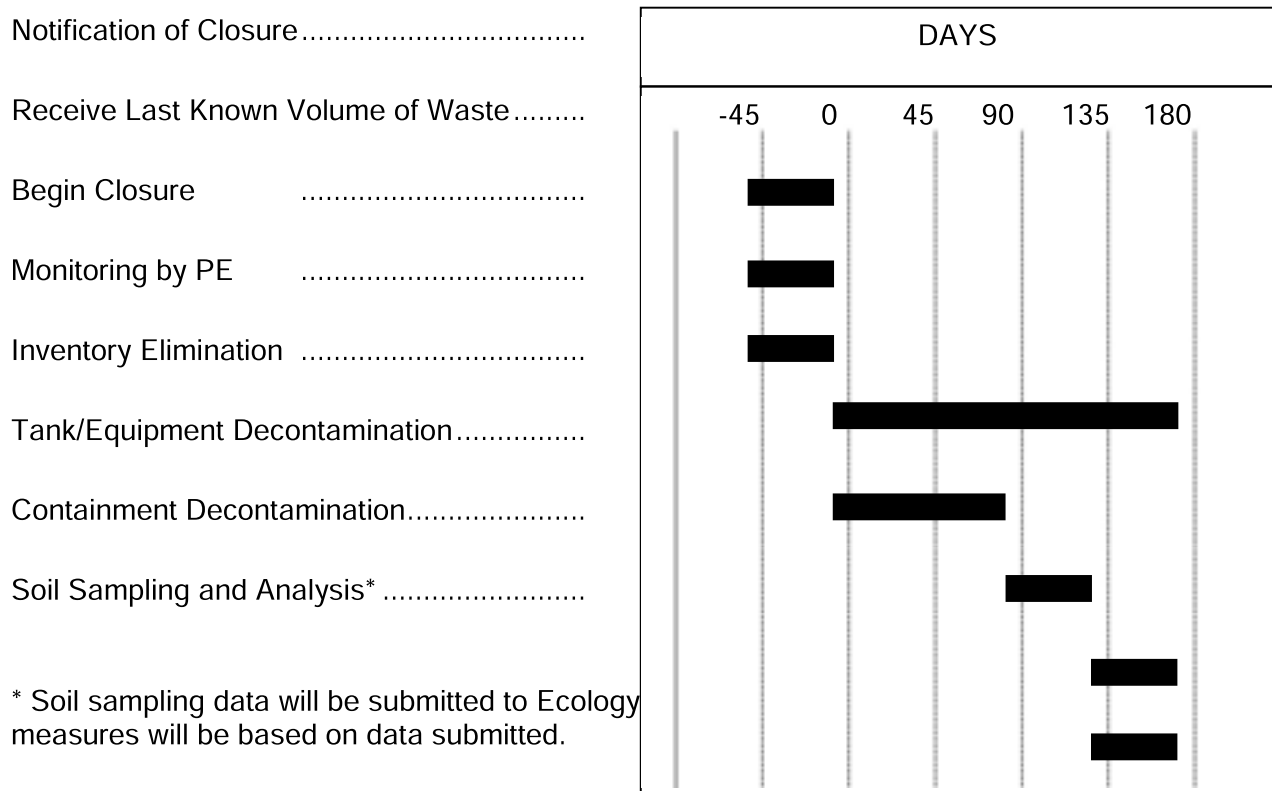 Notification of Closure...................................
DAYS
Receive Last Known Volume of Waste.........
-45 0 45 90 135 180
Begin Closure ...................................
Monitoring by PE ...................................
Inventory Elimination ...................................
Tank/Equipment Decontamination................
Containment Decontamination......................
Soil Sampling and Analysis* .........................
* Soil sampling data will be submitted to Ecology
measures will be based on data submitted.